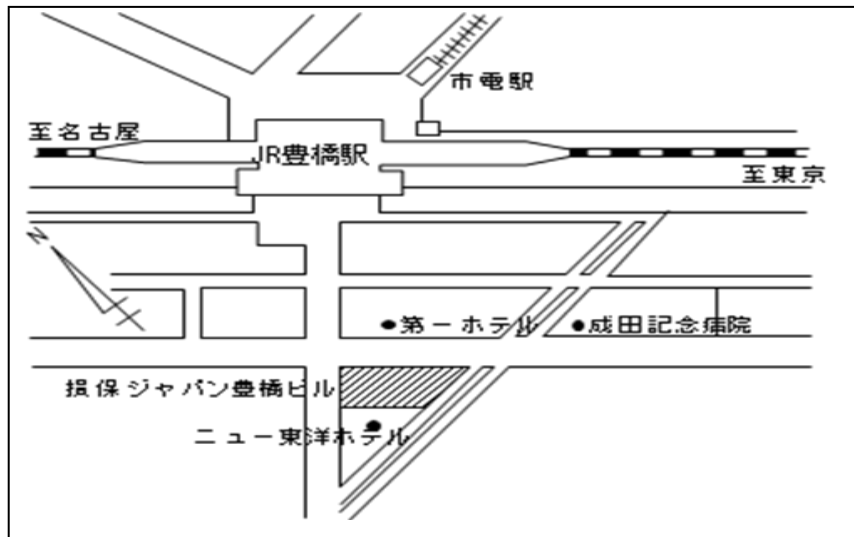 市電駅
至名古屋
JR豊橋駅
至東京
N
第一ホテル
成田記念病院
損保ジャパン豊橋ビル
ニュー東洋ホテル